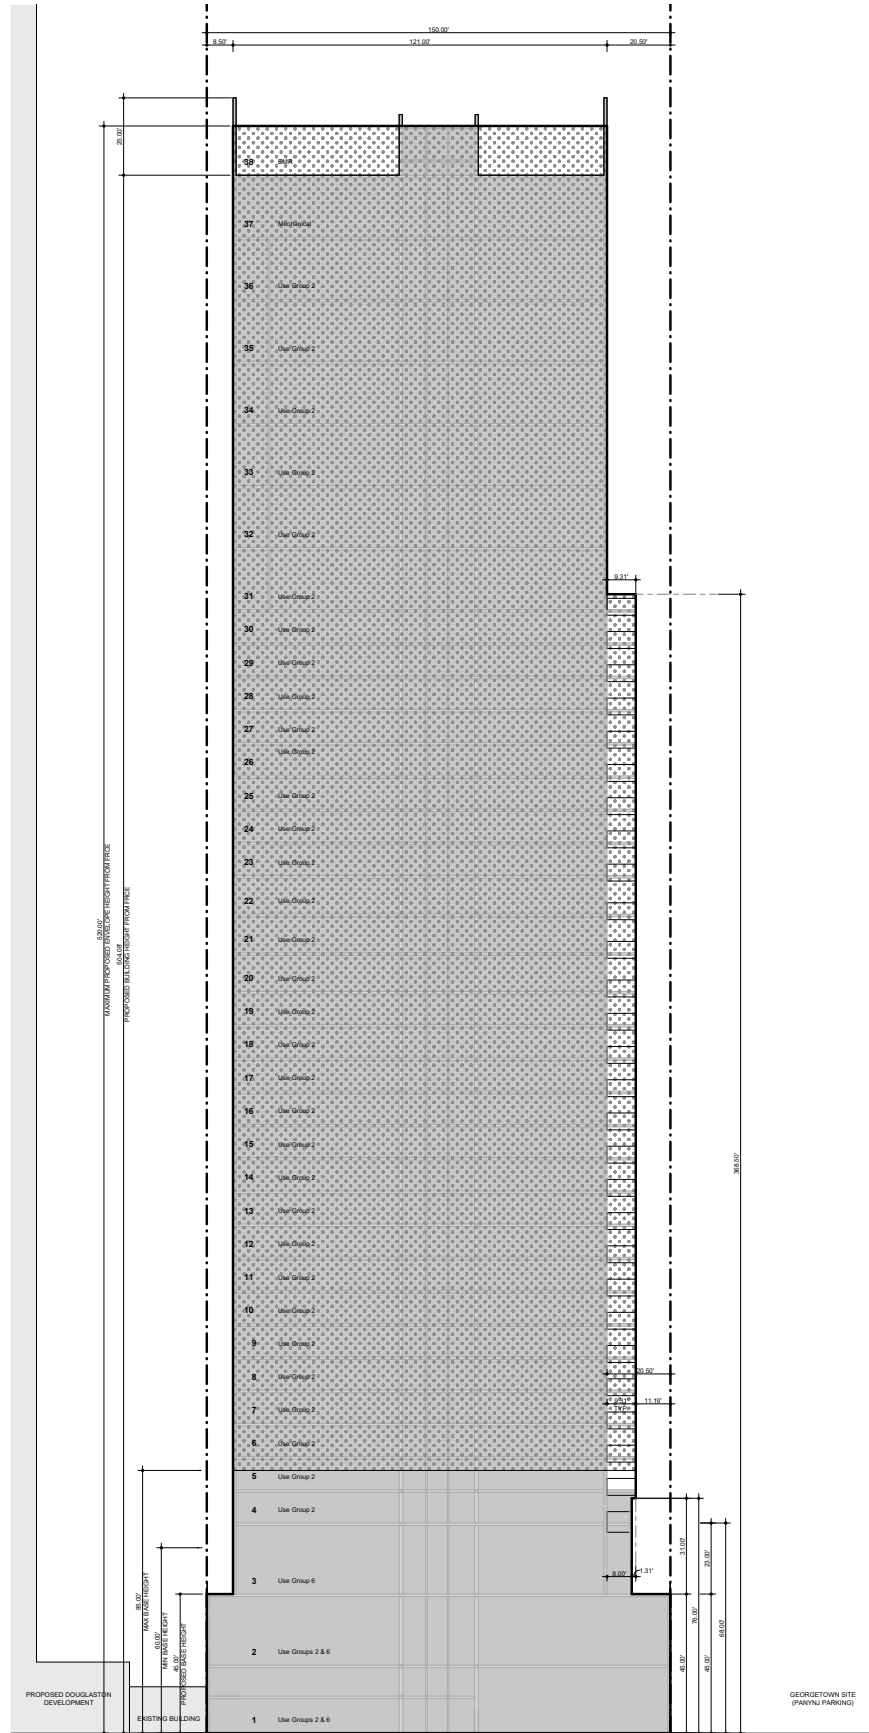 150.00'
8.50'
121.00'
20.50'
25.00'
38 EMR
37 Mechanical
36 Use Group 2
35 Use Group 2
34 Use Group 2
33 Use Group 2
32 Use Group 2
9.31'
31 Use Group 2
30 Use Group 2
29 Use Group 2
28 Use Group 2
27 Use Group 2
26 Use Group 2
25 Use Group 2
24 Use Group 2
23 Use Group 2
22 Use Group 2
21 Use Group 2
20 Use Group 2
19 Use Group 2
18 Use Group 2
17 Use Group 2
16 Use Group 2
15 Use Group 2
14 Use Group 2
13 Use Group 2
12 Use Group 2
11 Use Group 2
10 Use Group 2
9 Use Group 2
8 Use Group 2
7 Use Group 2
6 Use Group 2
5 Use Group 2
4 Use Group 2
3 Use Group 6
2 Use Groups 2 & 6
1 Use Groups 2 & 6
520.00'
MAXIMUM PROPOSED ENVELOPE HEIGHT FROM FRCE
504.08'
PROPOSED BUILDING HEIGHT FROM FRCE
368.50'
20.50'
9.31'
TYP.
11.19'
8.00'
1.31'
31.00'
76.00'
23.00'
68.00'
45.00'
45.00'
85.00'
MAX BASE HEIGHT
60.00'
MIN BASE HEIGHT
45.00'
PROPOSED BASE HEIGHT
PROPOSED DOUGLASTON
DEVELOPMENT
EXISTING BUILDING
GEORGETOWN SITE
(PANYNJ PARKING)